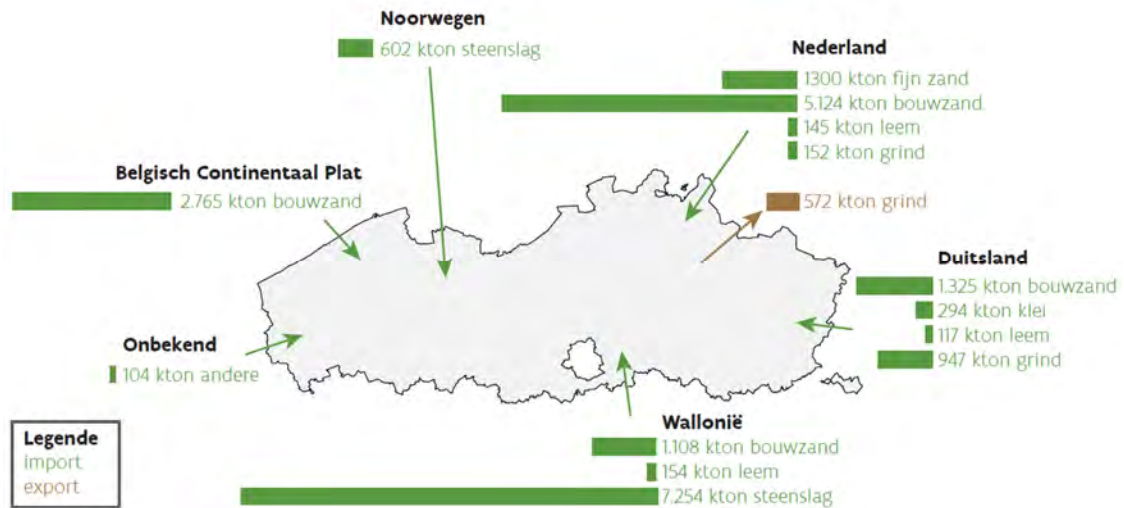 Noorwegen
602 kton steenslag
Nederland
1300 kton fijn zand
5.124 kton bouwzand.
145 kton leem
152 kton grind
Belgisch Continentaal Plat
2.765 kton bouwzand
572 kton grind
Duitsland
1.325 kton bouwzand
294 kton klei
117 kton leem
947 kton grind
Onbekend
104 kton andere
Wallonië
1.108 kton bouwzand
154 kton leem
7.254 kton steenslag
Legende
import
export